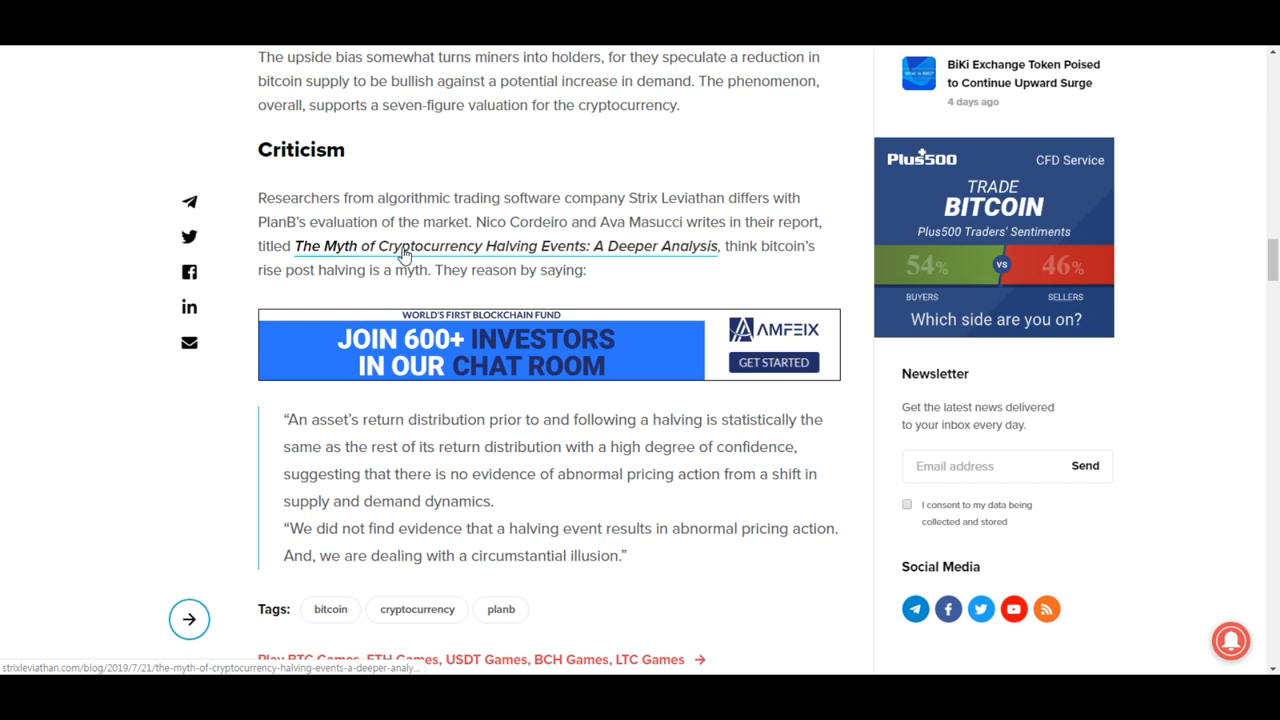 The upside bias somewhat turns miners into holders, for they speculate a reduction in
bitcoin supply to be bullish against a potential increase in demand. The phenomenon,
overall, supports a seven-figure valuation for the cryptocurrency.
Criticism
Researchers from algorithmic trading software company Strix Leviathan differs with
PlanB's evaluation of the market. Nico Cordeiro and Ava Masucci writes in their report,
titled The Myth of Cryptocurrency Halving Events: A Deeper Analysis, think bitcoin's
rise post halving is a myth. They reason by saying:
WORLD'S FIRST BLOCKCHAIN FUND
JOIN 600+ INVESTORS
IN OUR CHAT ROOM
AMFEIX
GET STARTED
“An asset's return distribution prior to and following a halving is statistically the
same as the rest of its return distribution with a high degree of confidence,
suggesting that there is no evidence of abnormal pricing action from a shift in
supply and demand dynamics.
“We did not find evidence that a halving event results in abnormal pricing action.
And, we are dealing with a circumstantial illusion.”
Tags: bitcoin cryptocurrency planb
Play BTC Games, ETH Games, USDT Games, BCH Games, LTC Games
strixleviathan.com/blog/2019/7/21/the-myth-of-cryptocurrency-halving-events-a-deeper-analy...
BiKi Exchange Token Poised
to Continue Upward Surge
4 days ago
Plus500 CFD Service
TRADE
BITCOIN
Plus500 Traders' Sentiments
54% VS 46%
BUYERS SELLERS
Which side are you on?
Newsletter
Get the latest news delivered
to your inbox every day.
Email address Send
I consent to my data being
collected and stored
Social Media